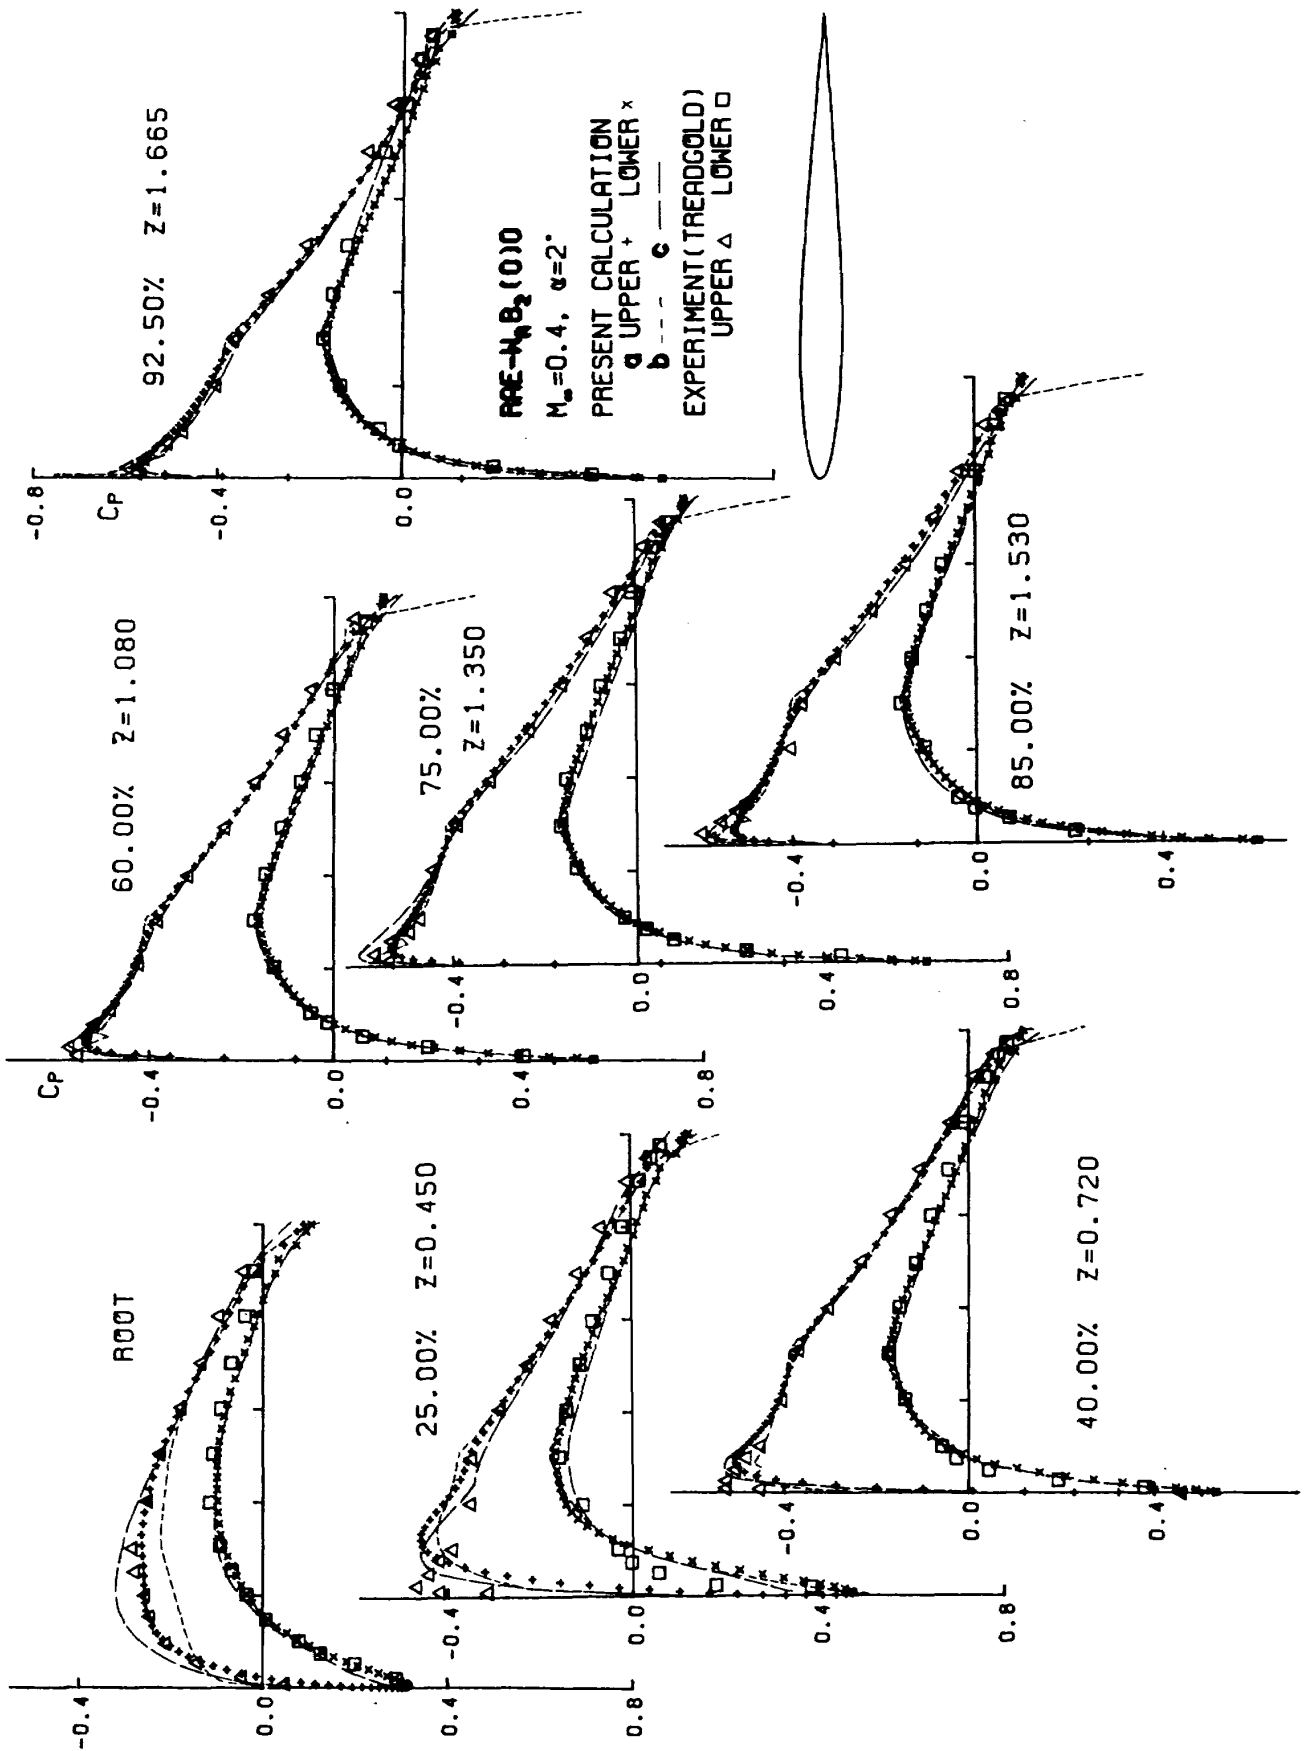 ROOT
-0.4
0.0
0.4
0.8
25.00% Z=0.450
-0.4
0.0
0.4
0.8
40.00% Z=0.720
-0.4
0.0
0.4
60.00% Z=1.080
Cp
-0.4
0.0
0.4
0.8
75.00%
Z=1.350
-0.4
0.0
0.4
0.8
85.00% Z=1.530
-0.4
0.0
0.4
92.50% Z=1.665
-0.8
Cp
-0.4
0.0
RAE-WAB2(0)0
M∞=0.4, α=2°
PRESENT CALCULATION
a UPPER + LOWER ×
b --- c ——
EXPERIMENT(TREADGOLD)
UPPER △ LOWER □